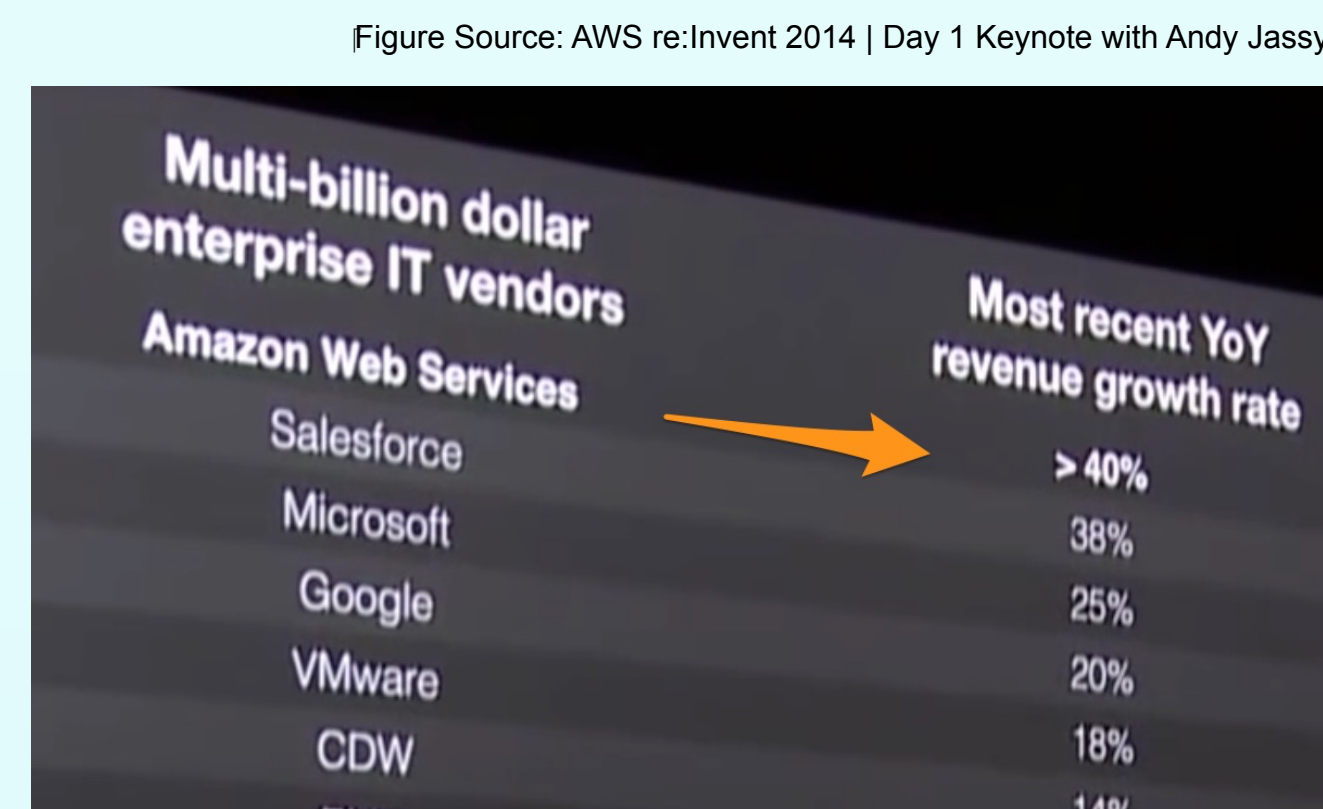 Figure Source: AWS re:Invent 2014 | Day 1 Keynote with Andy Jassy
Multi-billion dollar
enterprise IT vendors
Most recent YoY
revenue growth rate
Amazon Web Services > 40%
Salesforce 38%
Microsoft 25%
Google 20%
VMware 18%
CDW 14%